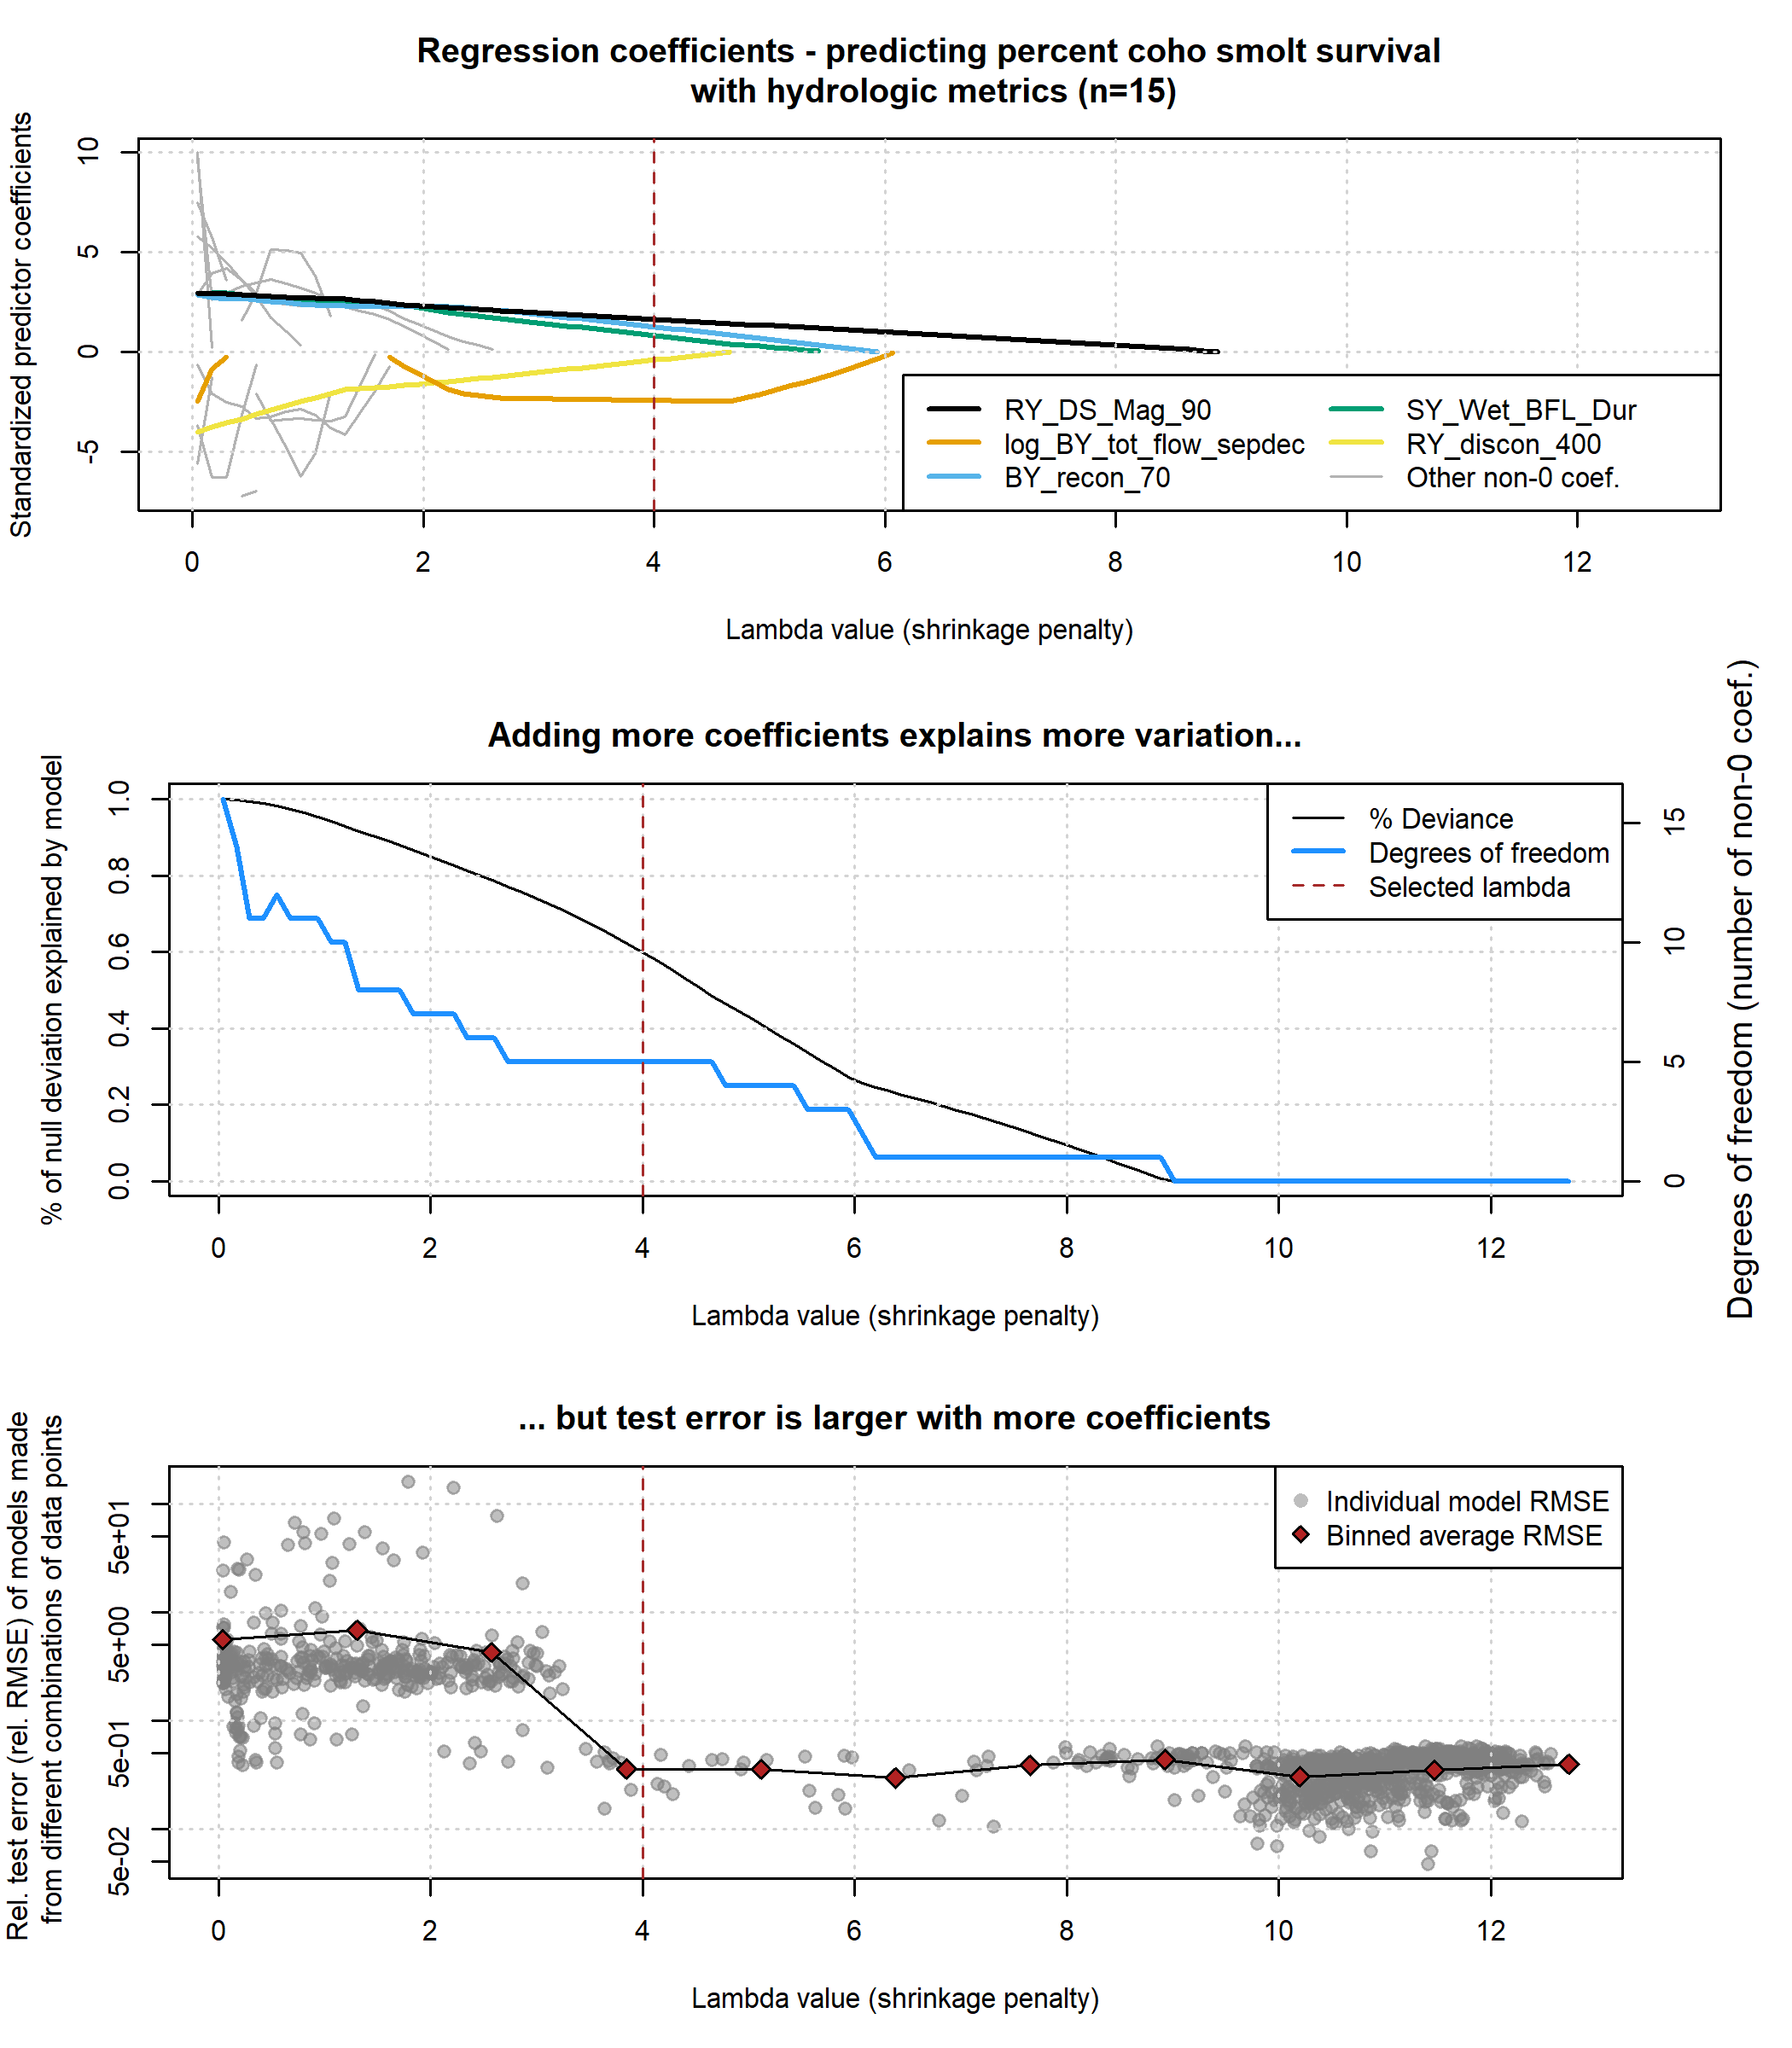 Regression coefficients - predicting percent coho smolt survival
with hydrologic metrics (n=15)
Standardized predictor coefficients
10
5
0
-5
RY_DS_Mag_90
log_BY_tot_flow_sepdec
BY_recon_70
SY_Wet_BFL_Dur
RY_discon_400
Other non-0 coef.
0 2 4 6 8 10 12
Lambda value (shrinkage penalty)
Adding more coefficients explains more variation...
% of null deviation explained by model
1.0
0.8
0.6
0.4
0.2
0.0
% Deviance
Degrees of freedom
Selected lambda
15
10
5
0
Degrees of freedom (number of non-0 coef.)
0 2 4 6 8 10 12
Lambda value (shrinkage penalty)
... but test error is larger with more coefficients
Rel. test error (rel. RMSE) of models made
from different combinations of data points
5e+01
5e+00
5e-01
5e-02
Individual model RMSE
Binned average RMSE
0 2 4 6 8 10 12
Lambda value (shrinkage penalty)